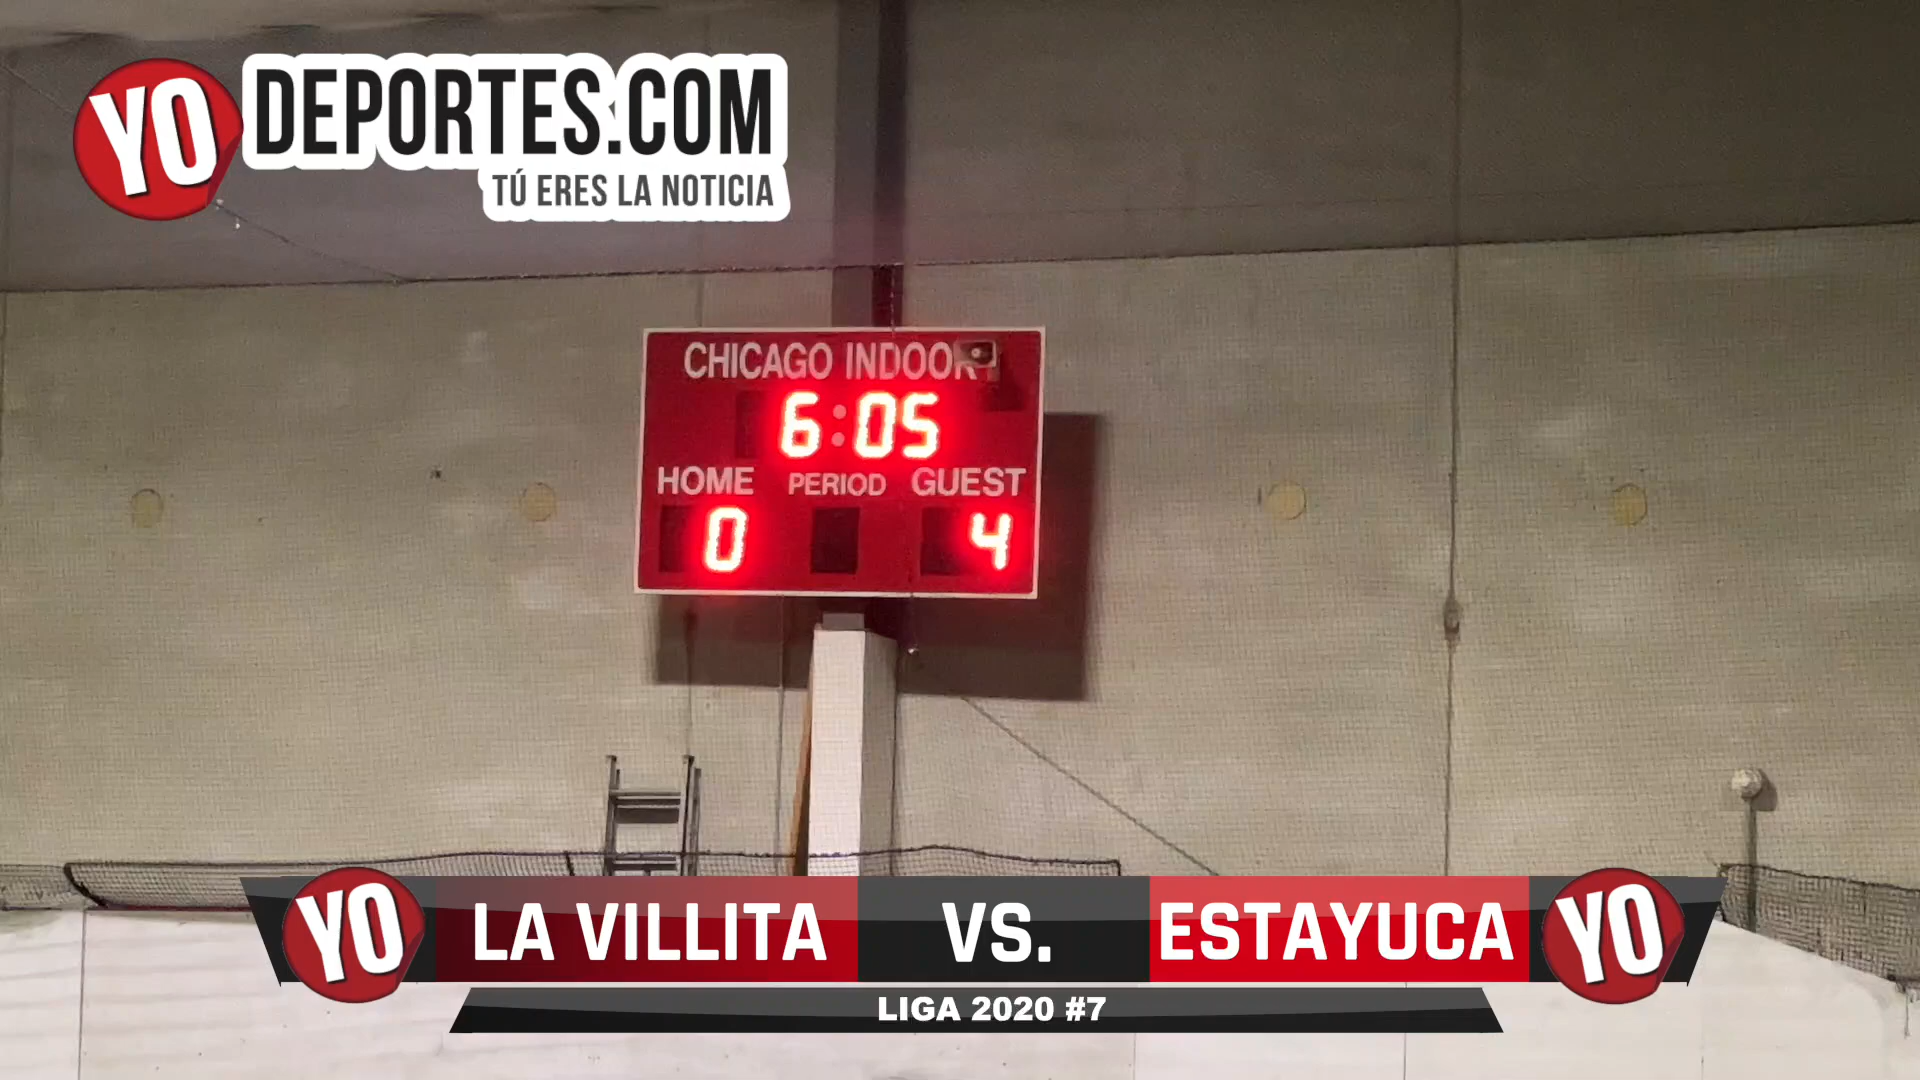 YO DEPORTES.COM
TÚ ERES LA NOTICIA
CHICAGO INDOOR
6:05
HOME PERIOD GUEST
0 4
YO LA VILLITA VS. ESTAYUCA YO
LIGA 2020 #7